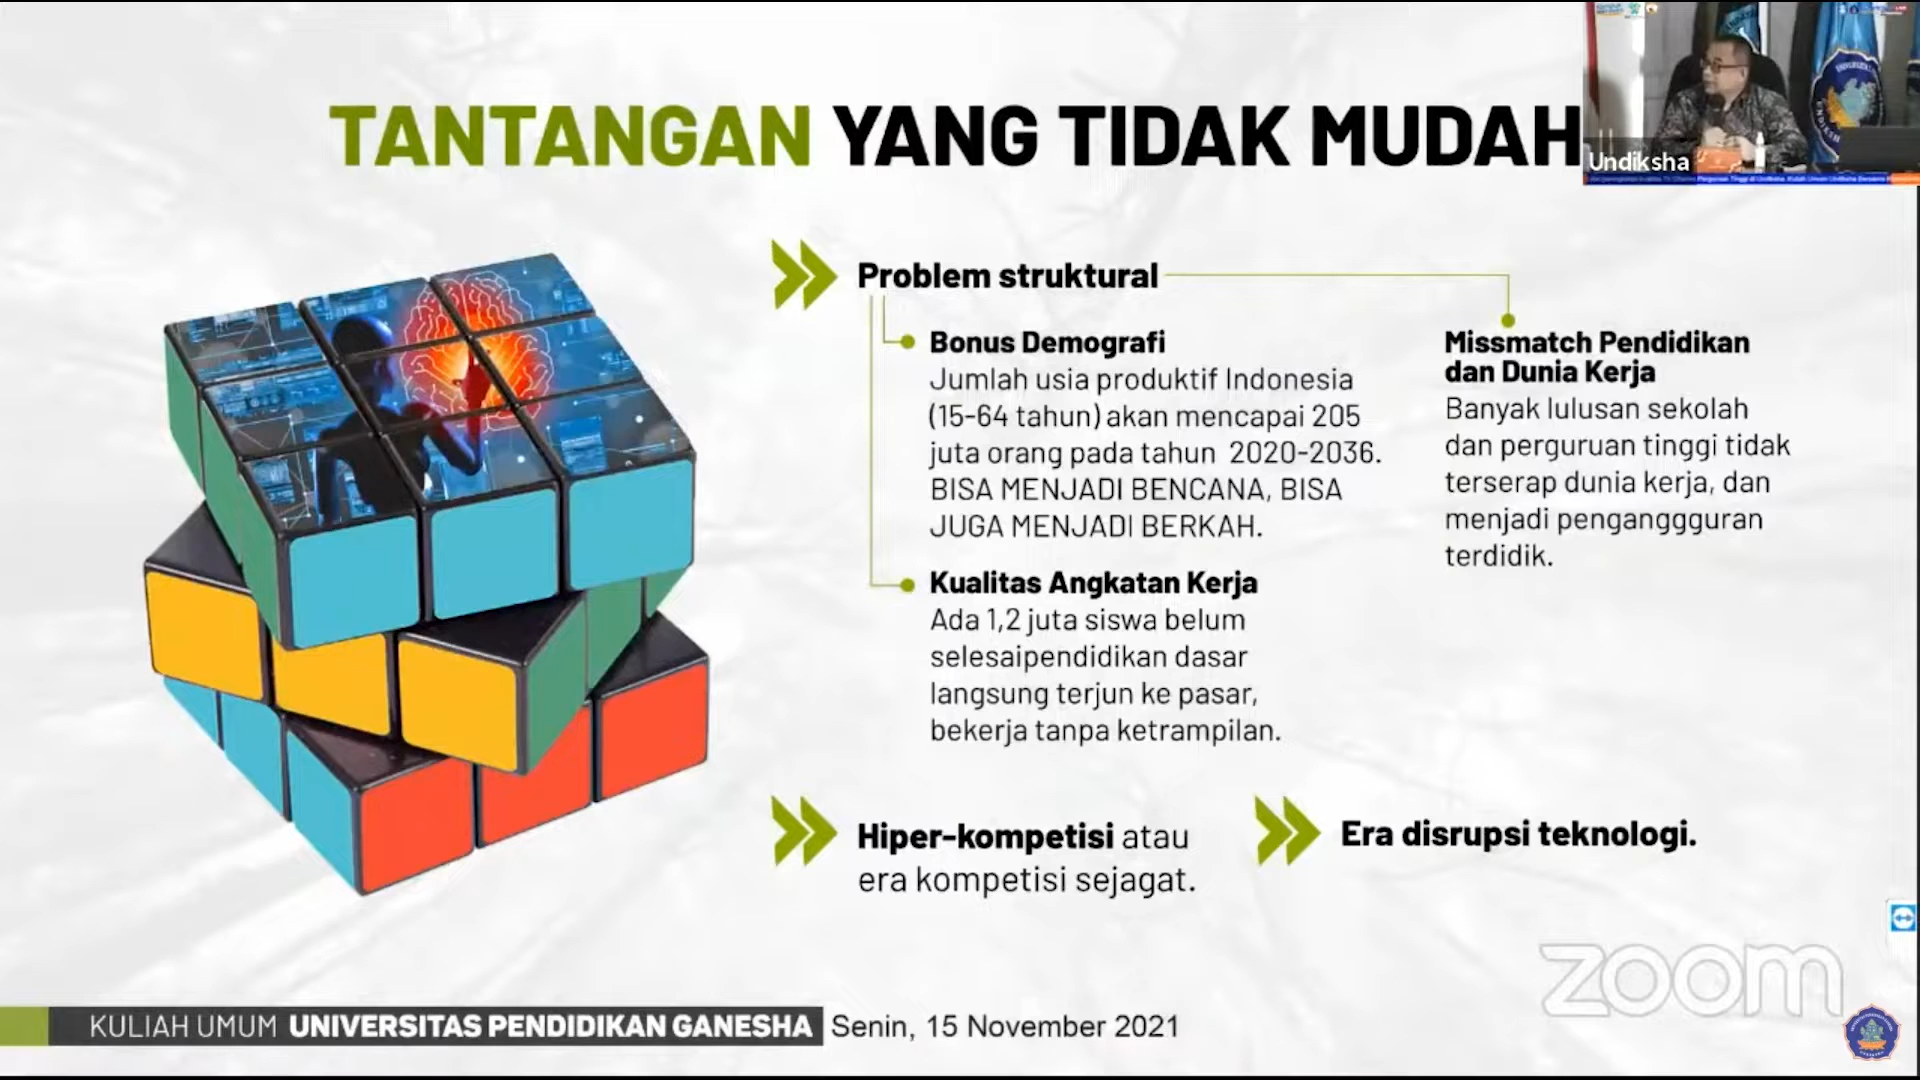 TANTANGAN YANG TIDAK MUDAH
Undiksha
Problem struktural
Bonus Demografi
Jumlah usia produktif Indonesia
(15-64 tahun) akan mencapai 205
juta orang pada tahun 2020-2036.
BISA MENJADI BENCANA, BISA
JUGA MENJADI BERKAH.
Missmatch Pendidikan
dan Dunia Kerja
Banyak lulusan sekolah
dan perguruan tinggi tidak
terserap dunia kerja, dan
menjadi penganggguran
terdidik.
Kualitas Angkatan Kerja
Ada 1,2 juta siswa belum
selesaipendidikan dasar
langsung terjun ke pasar,
bekerja tanpa ketrampilan.
Hiper-kompetisi atau
era kompetisi sejagat.
Era disrupsi teknologi.
zoom
KULIAH UMUM UNIVERSITAS PENDIDIKAN GANESHA Senin, 15 November 2021